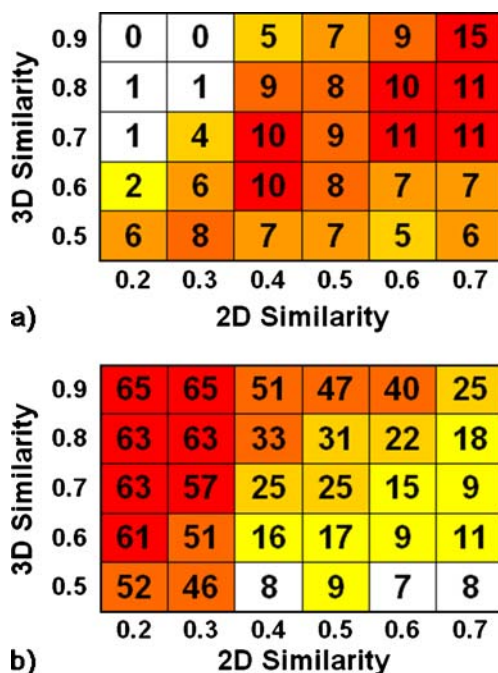 3D Similarity
0.9 0 0 5 7 9 15
0.8 1 1 9 8 10 11
0.7 1 4 10 9 11 11
0.6 2 6 10 8 7 7
0.5 6 8 7 7 5 6
0.2 0.3 0.4 0.5 0.6 0.7
a) 2D Similarity
3D Similarity
0.9 65 65 51 47 40 25
0.8 63 63 33 31 22 18
0.7 63 57 25 25 15 9
0.6 61 51 16 17 9 11
0.5 52 46 8 9 7 8
0.2 0.3 0.4 0.5 0.6 0.7
b) 2D Similarity